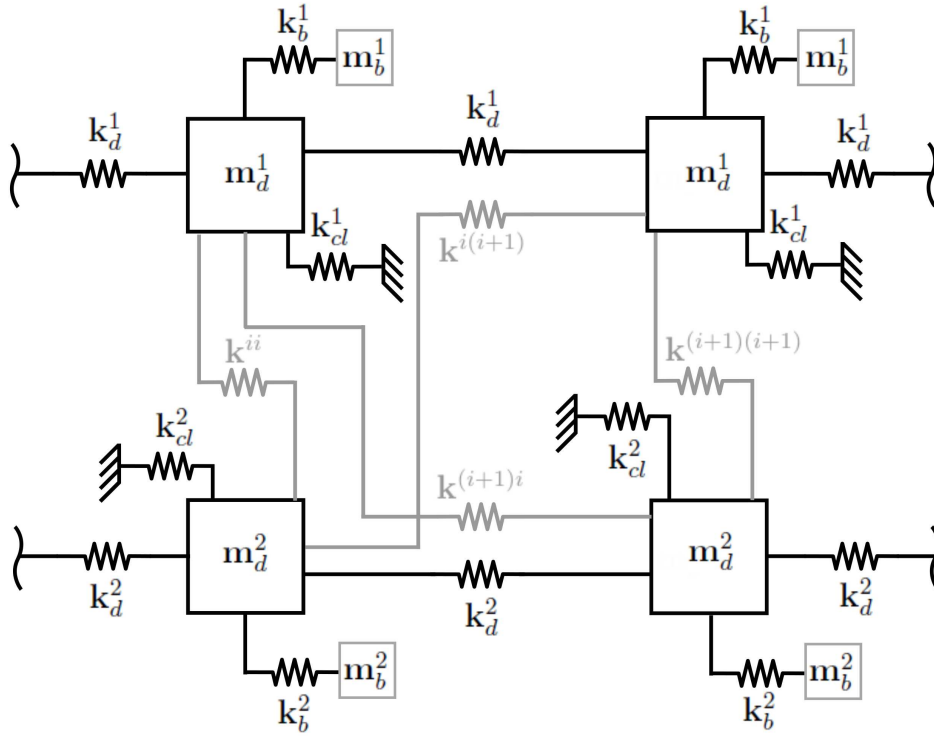 k_b^1 m_b^1 k_b^1 m_b^1
k_d^1 k_d^1 k_d^1
m_d^1 m_d^1
k_{cl}^1 k^{i(i+1)} k_{cl}^1
k^{ii} k^{(i+1)(i+1)}
k_{cl}^2 k_{cl}^2
k^{(i+1)i}
m_d^2 m_d^2
k_d^2 k_d^2 k_d^2
k_b^2 m_b^2 k_b^2 m_b^2